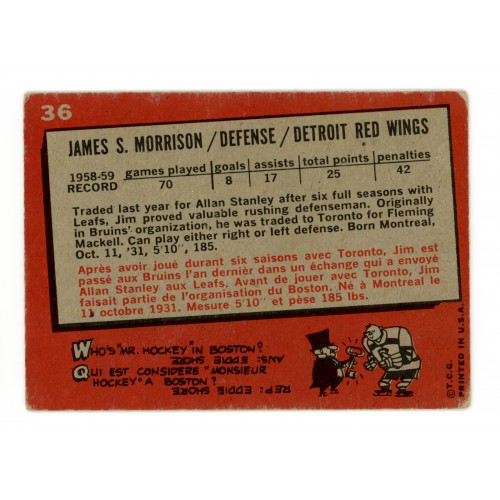 36
JAMES S. MORRISON / DEFENSE / DETROIT RED WINGS
1958-59 RECORD games played goals assists total points penalties
70 8 17 25 42
Traded last year for Allan Stanley after six full seasons with
Leafs, Jim proved valuable rushing defenseman. Originally
in Bruins' organization, he was traded to Toronto for Fleming
Mackell. Can play either right or left defense. Born Montreal,
Oct. 11, '31, 5'10", 185.
Après avoir joué durant six saisons avec Toronto, Jim est
passé aux Bruins l'an dernièr dans un échange qui a envoyé
Allan Stanley aux Leafs. Avant de jouer avec Toronto, Jim
faisait partie de l'organisation du Boston. Né à Montreal le
11 octobre 1931. Mesure 5'10" et pèse 185 lbs.
WHO'S "MR. HOCKEY" IN BOSTON?
ANS: EDDIE SHORE
QUI EST CONSIDERE "MONSIEUR
HOCKEY" A BOSTON?
REP: EDDIE SHORE
© T.C.G. PRINTED IN U.S.A.